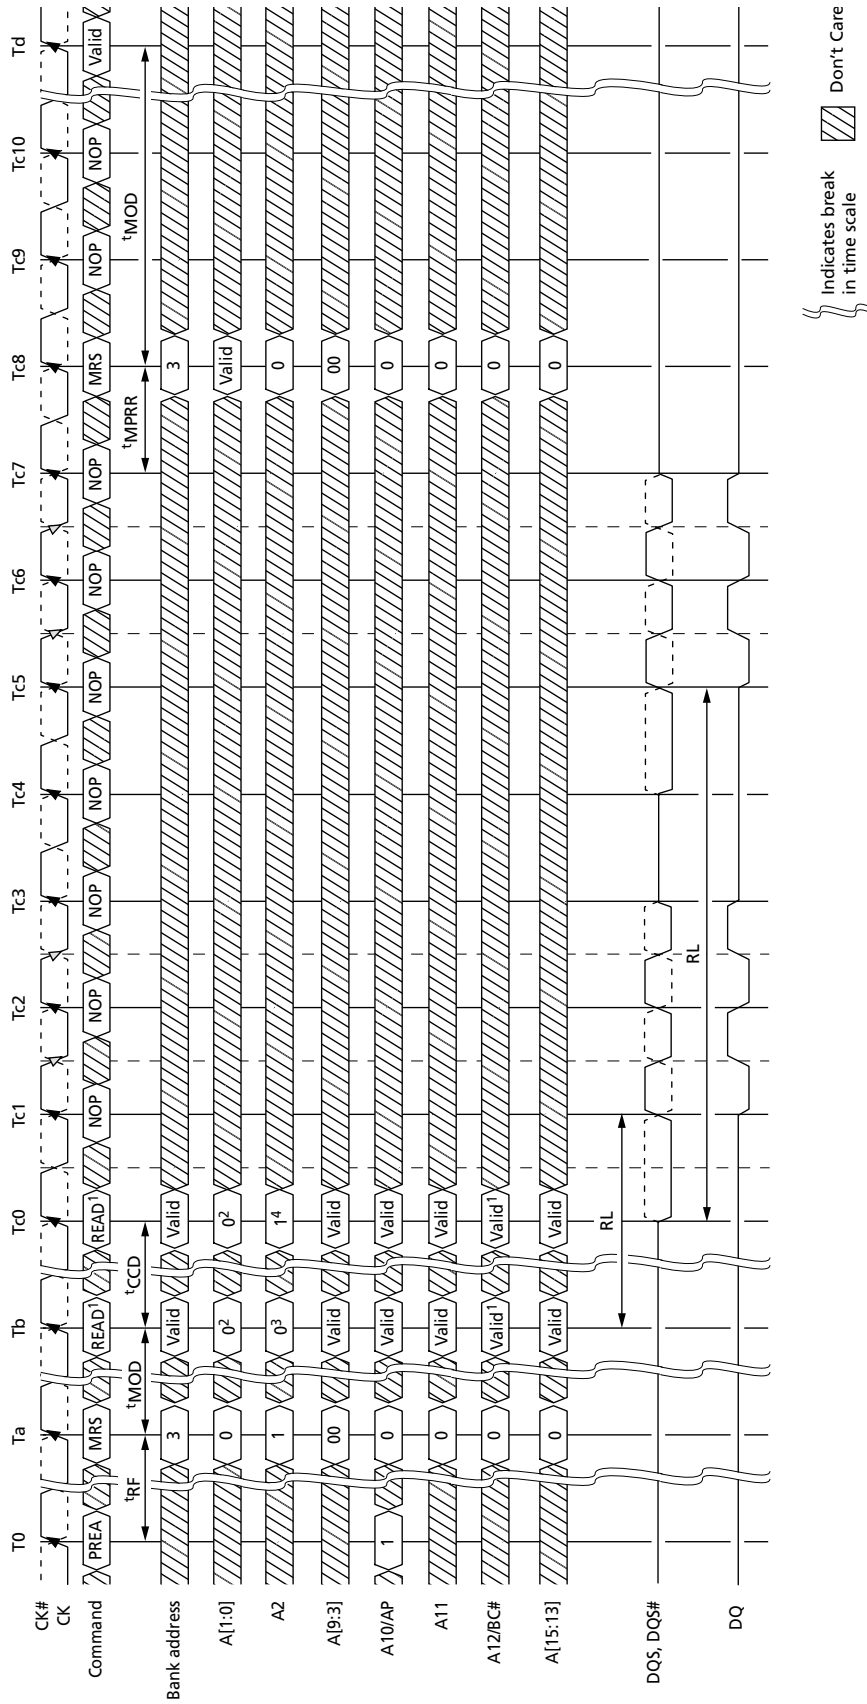 T0 Ta Tb Tc0 Tc1 Tc2 Tc3 Tc4 Tc5 Tc6 Tc7 Tc8 Tc9 Tc10 Td
CK#
CK
Command PREA MRS READ1 READ1 NOP NOP NOP NOP NOP NOP NOP MRS NOP NOP Valid
tRF tMOD tCCD tMPRR tMOD
Bank address 3 Valid Valid 3
A[1:0] 0 02 02 Valid
A2 1 03 14 0
A[9:3] 00 Valid Valid 00
A10/AP 1 0 Valid Valid 0
A11 0 Valid Valid 0
A12/BC# 0 Valid1 Valid1 0
A[15:13] 0 Valid Valid 0
RL
DQS, DQS#
RL
DQ
Indicates break
in time scale
Don't Care